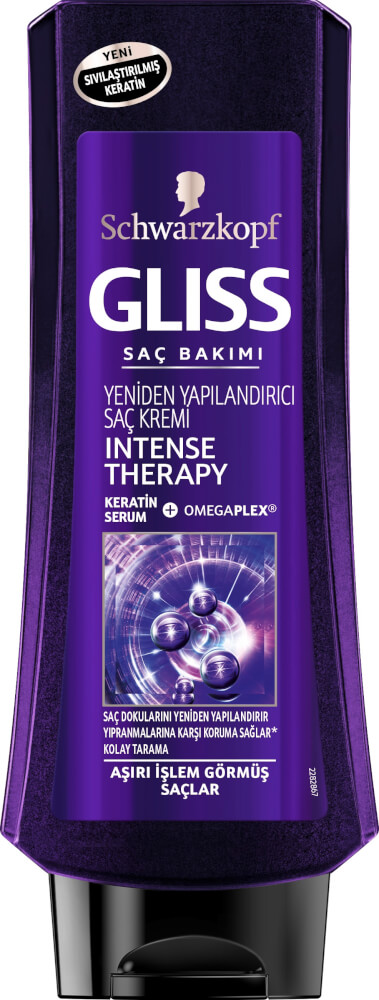 YENİ
SIVILAŞTIRILMIŞ
KERATİN
Schwarzkopf
GLISS
SAÇ BAKIMI
YENİDEN YAPILANDIRICI
SAÇ KREMİ
INTENSE
THERAPY
KERATİN
SERUM + OMEGAPLEX®
SAÇ DOKULARINI YENİDEN YAPILANDIRIR
YIPRANMALARINA KARŞI KORUMA SAĞLAR*
KOLAY TARAMA
AŞIRI İŞLEM GÖRMÜŞ
SAÇLAR
2282867